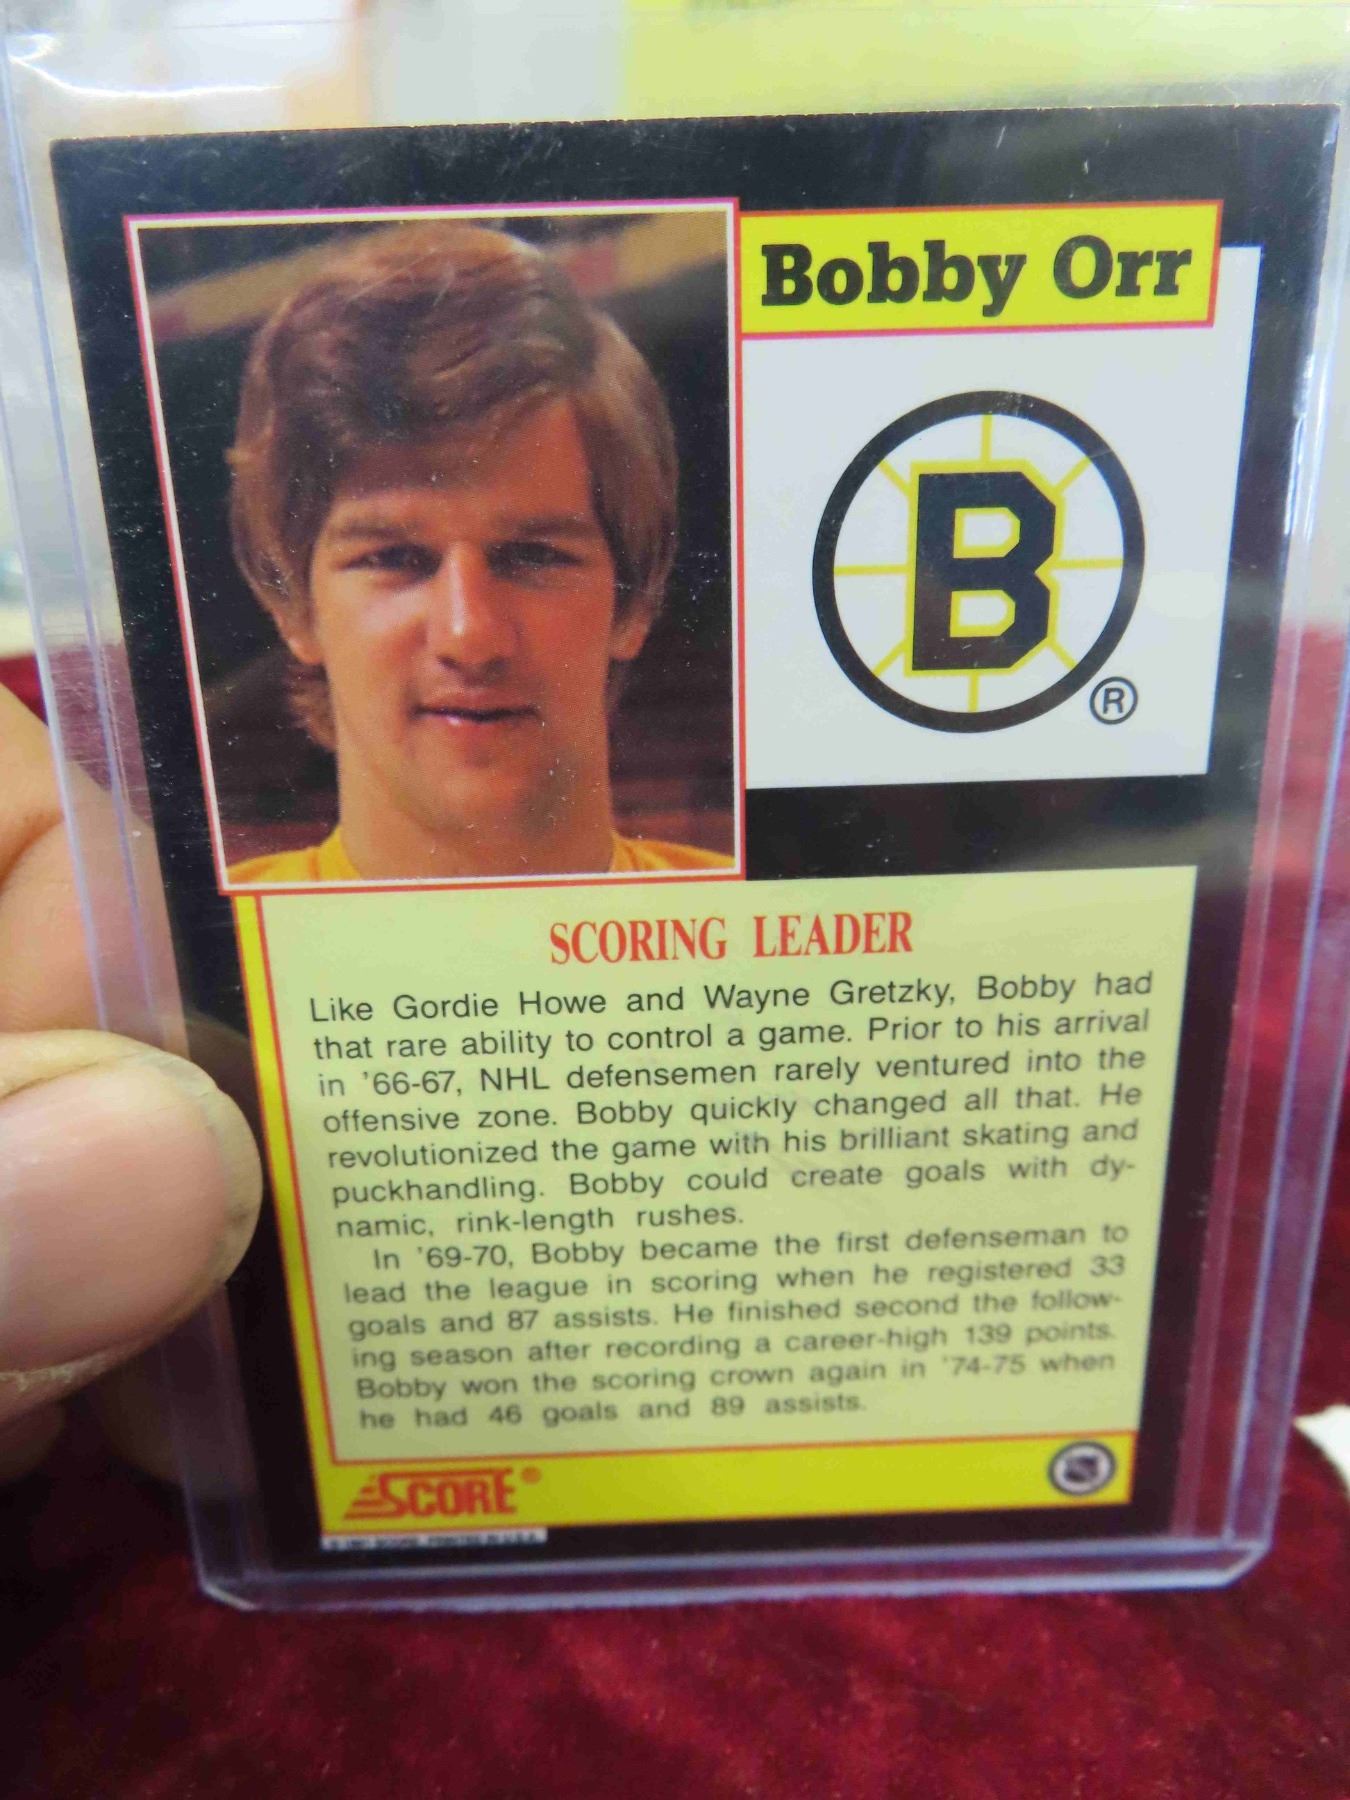 Bobby Orr
B
®
SCORING LEADER
Like Gordie Howe and Wayne Gretzky, Bobby had
that rare ability to control a game. Prior to his arrival
in '66-67, NHL defensemen rarely ventured into the
offensive zone. Bobby quickly changed all that. He
revolutionized the game with his brilliant skating and
puckhandling. Bobby could create goals with dy-
namic, rink-length rushes.
In '69-70, Bobby became the first defenseman to
lead the league in scoring when he registered 33
goals and 87 assists. He finished second the follow-
ing season after recording a career-high 139 points.
Bobby won the scoring crown again in '74-75 when
he had 46 goals and 89 assists.
SCORE®
SCORE, PRINTED IN U.S.A.